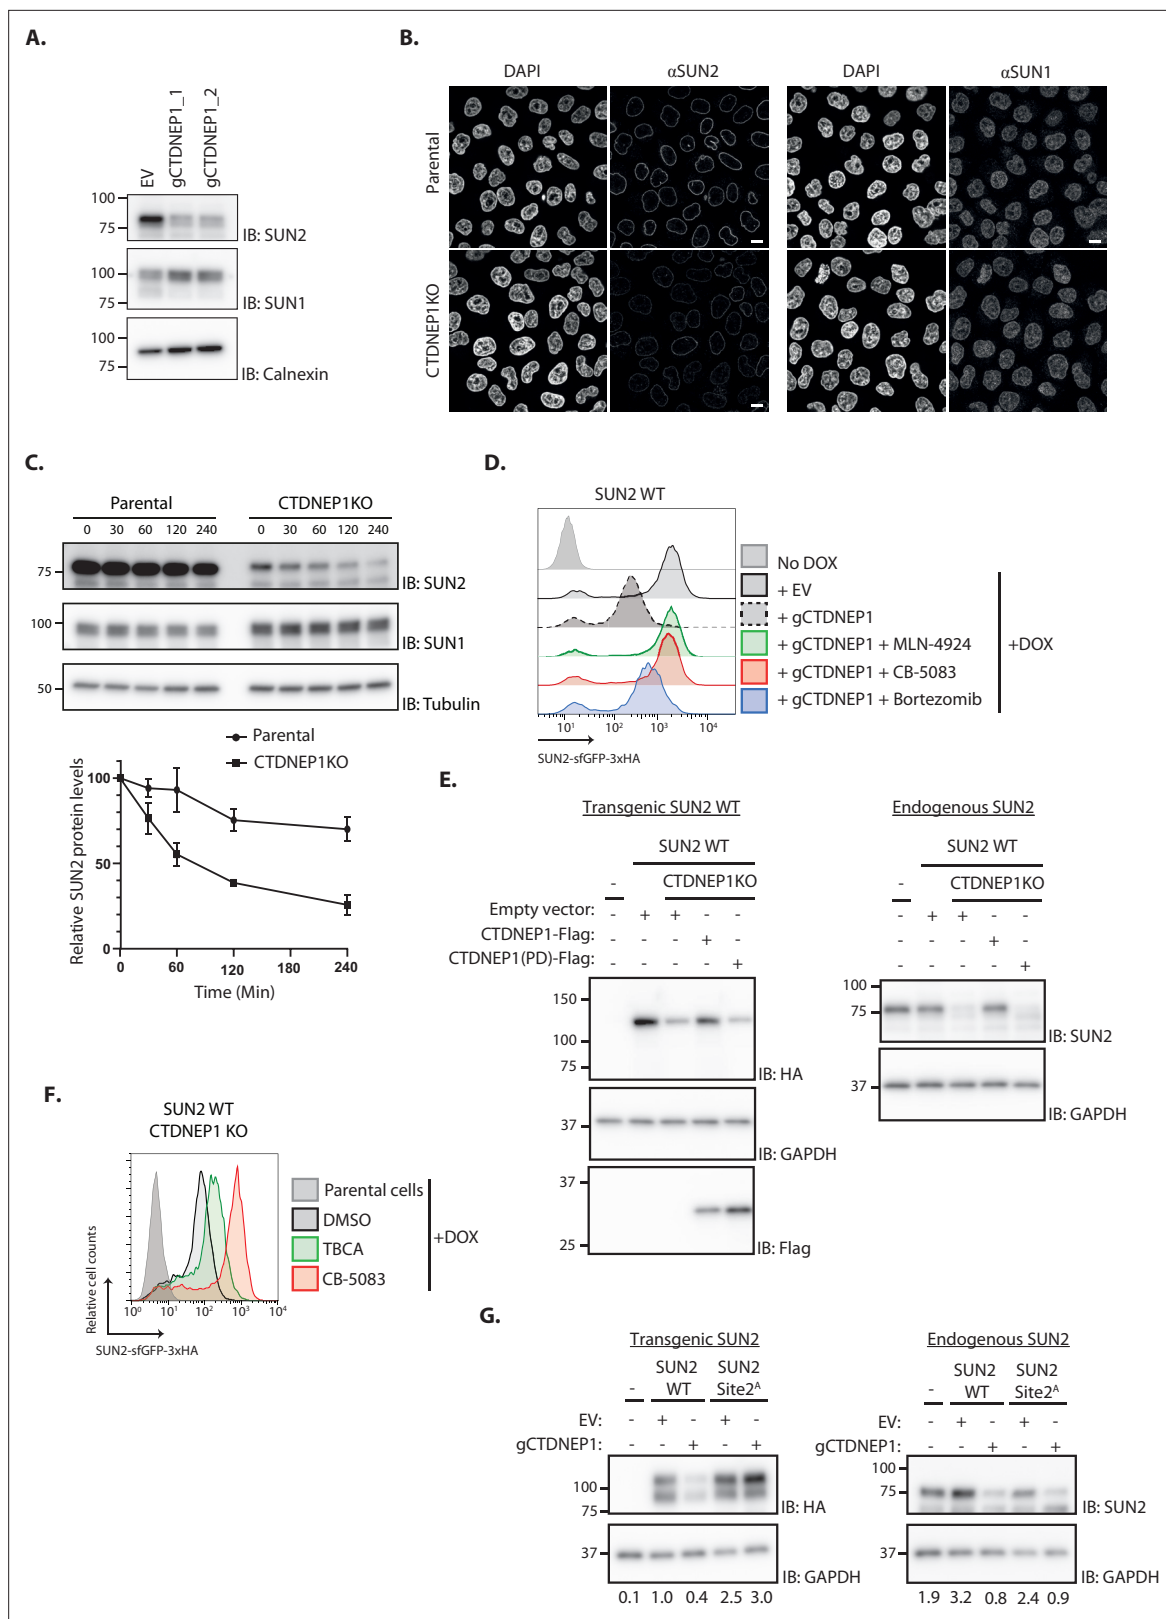 A.
EV
gCTDNEP1_1
gCTDNEP1_2
100
75
IB: SUN2
100
75
IB: SUN1
100
75
IB: Calnexin
B.
DAPI
αSUN2
DAPI
αSUN1
Parental
CTDNEP1KO
C.
Parental
CTDNEP1KO
0 30 60 120 240 0 30 60 120 240
75
IB: SUN2
100
IB: SUN1
50
IB: Tubulin
Parental
CTDNEP1KO
Relative SUN2 protein levels
100
50
0
0 60 120 180 240
Time (Min)
D.
SUN2 WT
No DOX
+ EV
+ gCTDNEP1
+ gCTDNEP1 + MLN-4924
+ gCTDNEP1 + CB-5083
+ gCTDNEP1 + Bortezomib
+DOX
10¹ 10² 10³ 10⁴
SUN2-sfGFP-3xHA
E.
Transgenic SUN2 WT
SUN2 WT
- CTDNEP1KO
Empty vector: - + + - -
CTDNEP1-Flag: - - - + -
CTDNEP1(PD)-Flag: - - - - +
150
100
75
IB: HA
37
IB: GAPDH
37
25
IB: Flag
Endogenous SUN2
SUN2 WT
- CTDNEP1KO
- + + - -
- - - + -
- - - - +
100
75
IB: SUN2
37
IB: GAPDH
F.
SUN2 WT
CTDNEP1 KO
Relative cell counts
Parental cells
DMSO
TBCA
CB-5083
+DOX
10⁰ 10¹ 10² 10³ 10⁴
SUN2-sfGFP-3xHA
G.
Transgenic SUN2
SUN2 SUN2
- WT Site2ᴬ
EV: - + - + -
gCTDNEP1: - - + - +
100
75
IB: HA
37
IB: GAPDH
0.1 1.0 0.4 2.5 3.0
Endogenous SUN2
SUN2 SUN2
- WT Site2ᴬ
EV: - + - + -
gCTDNEP1: - - + - +
100
75
IB: SUN2
37
IB: GAPDH
1.9 3.2 0.8 2.4 0.9